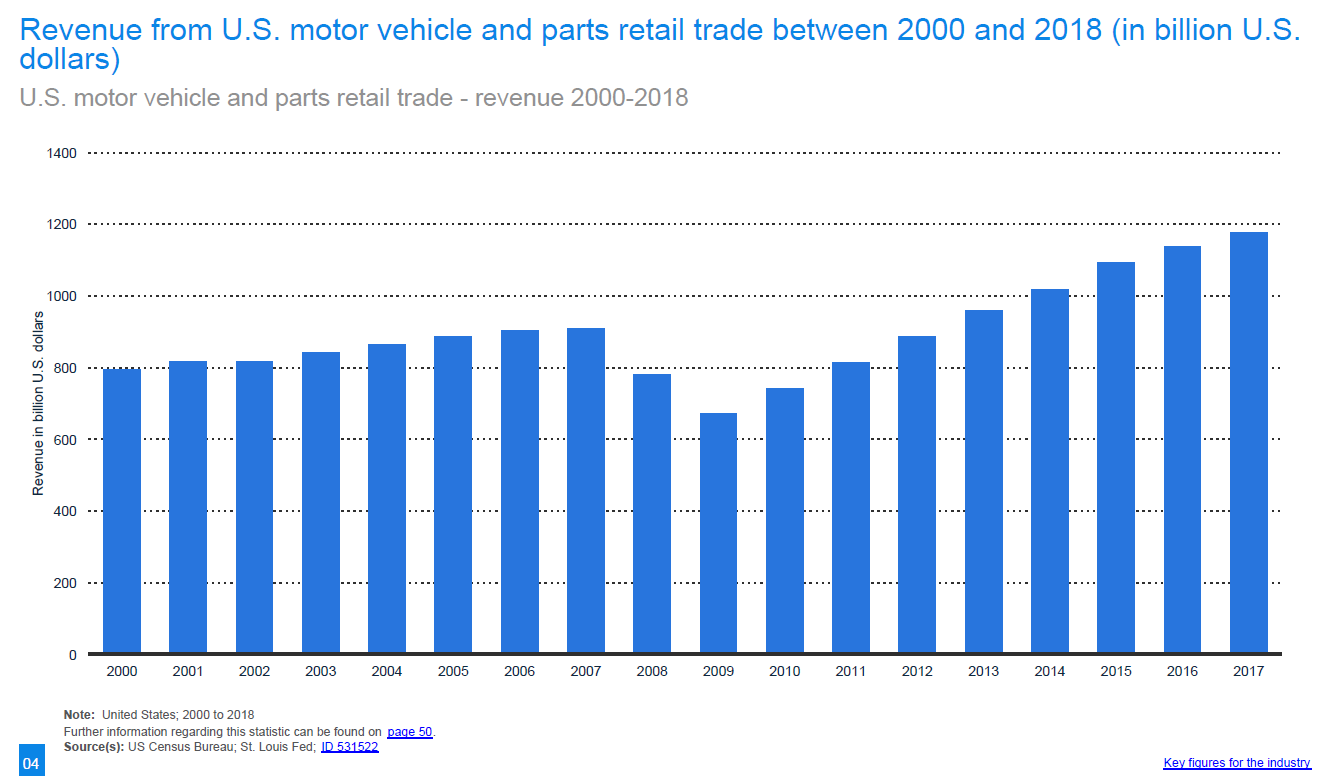 Revenue from U.S. motor vehicle and parts retail trade between 2000 and 2018 (in billion U.S.
dollars)
U.S. motor vehicle and parts retail trade - revenue 2000-2018
1400
1200
1000
800
600
400
200
0
Revenue in billion U.S. dollars
2000 2001 2002 2003 2004 2005 2006 2007 2008 2009 2010 2011 2012 2013 2014 2015 2016 2017
Note: United States; 2000 to 2018
Further information regarding this statistic can be found on page 50.
Source(s): US Census Bureau; St. Louis Fed; ID 531522
04
Key figures for the industry